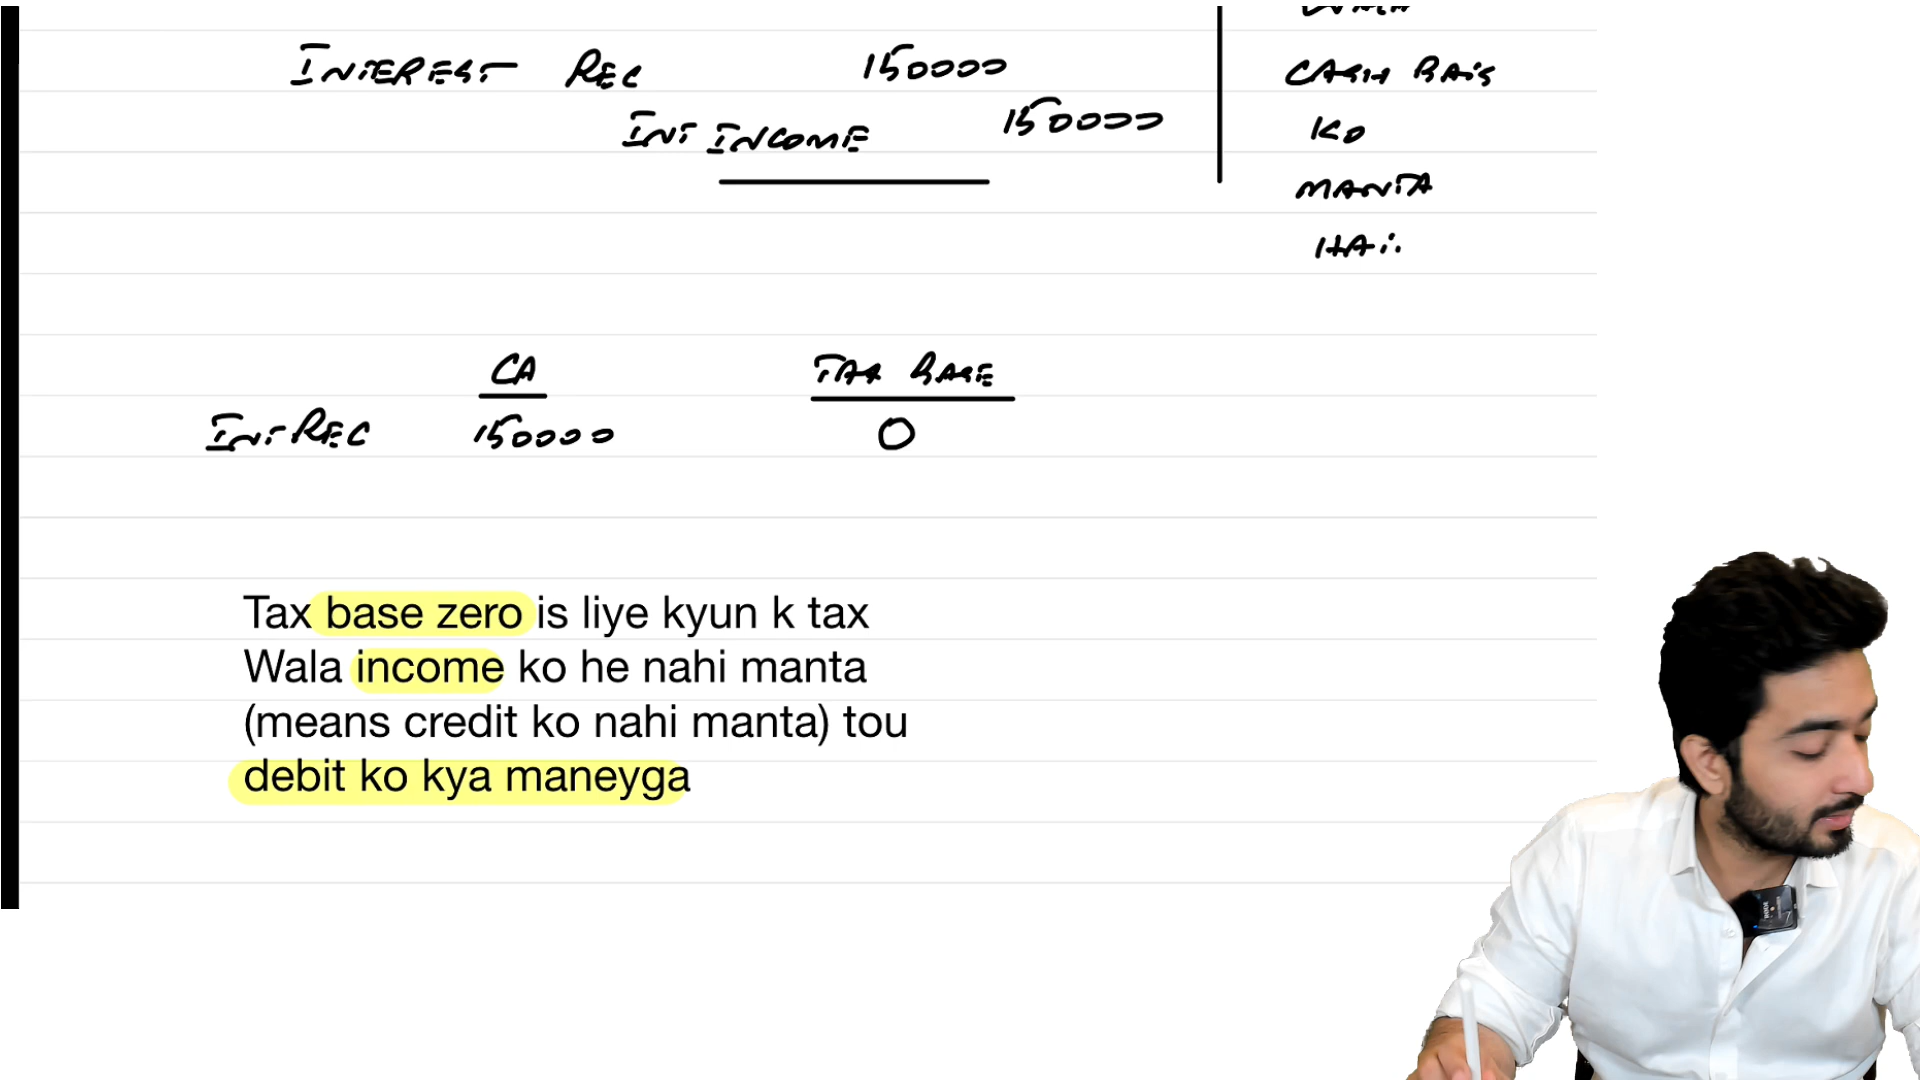 INTEREST REC 150000
INT INCOME 150000
CASH BAIS
KO
MANTA
HAI.
CA TAX BASE
INT REC 150000 0
Tax base zero is liye kyun k tax
Wala income ko he nahi manta
(means credit ko nahi manta) tou
debit ko kya maneyga